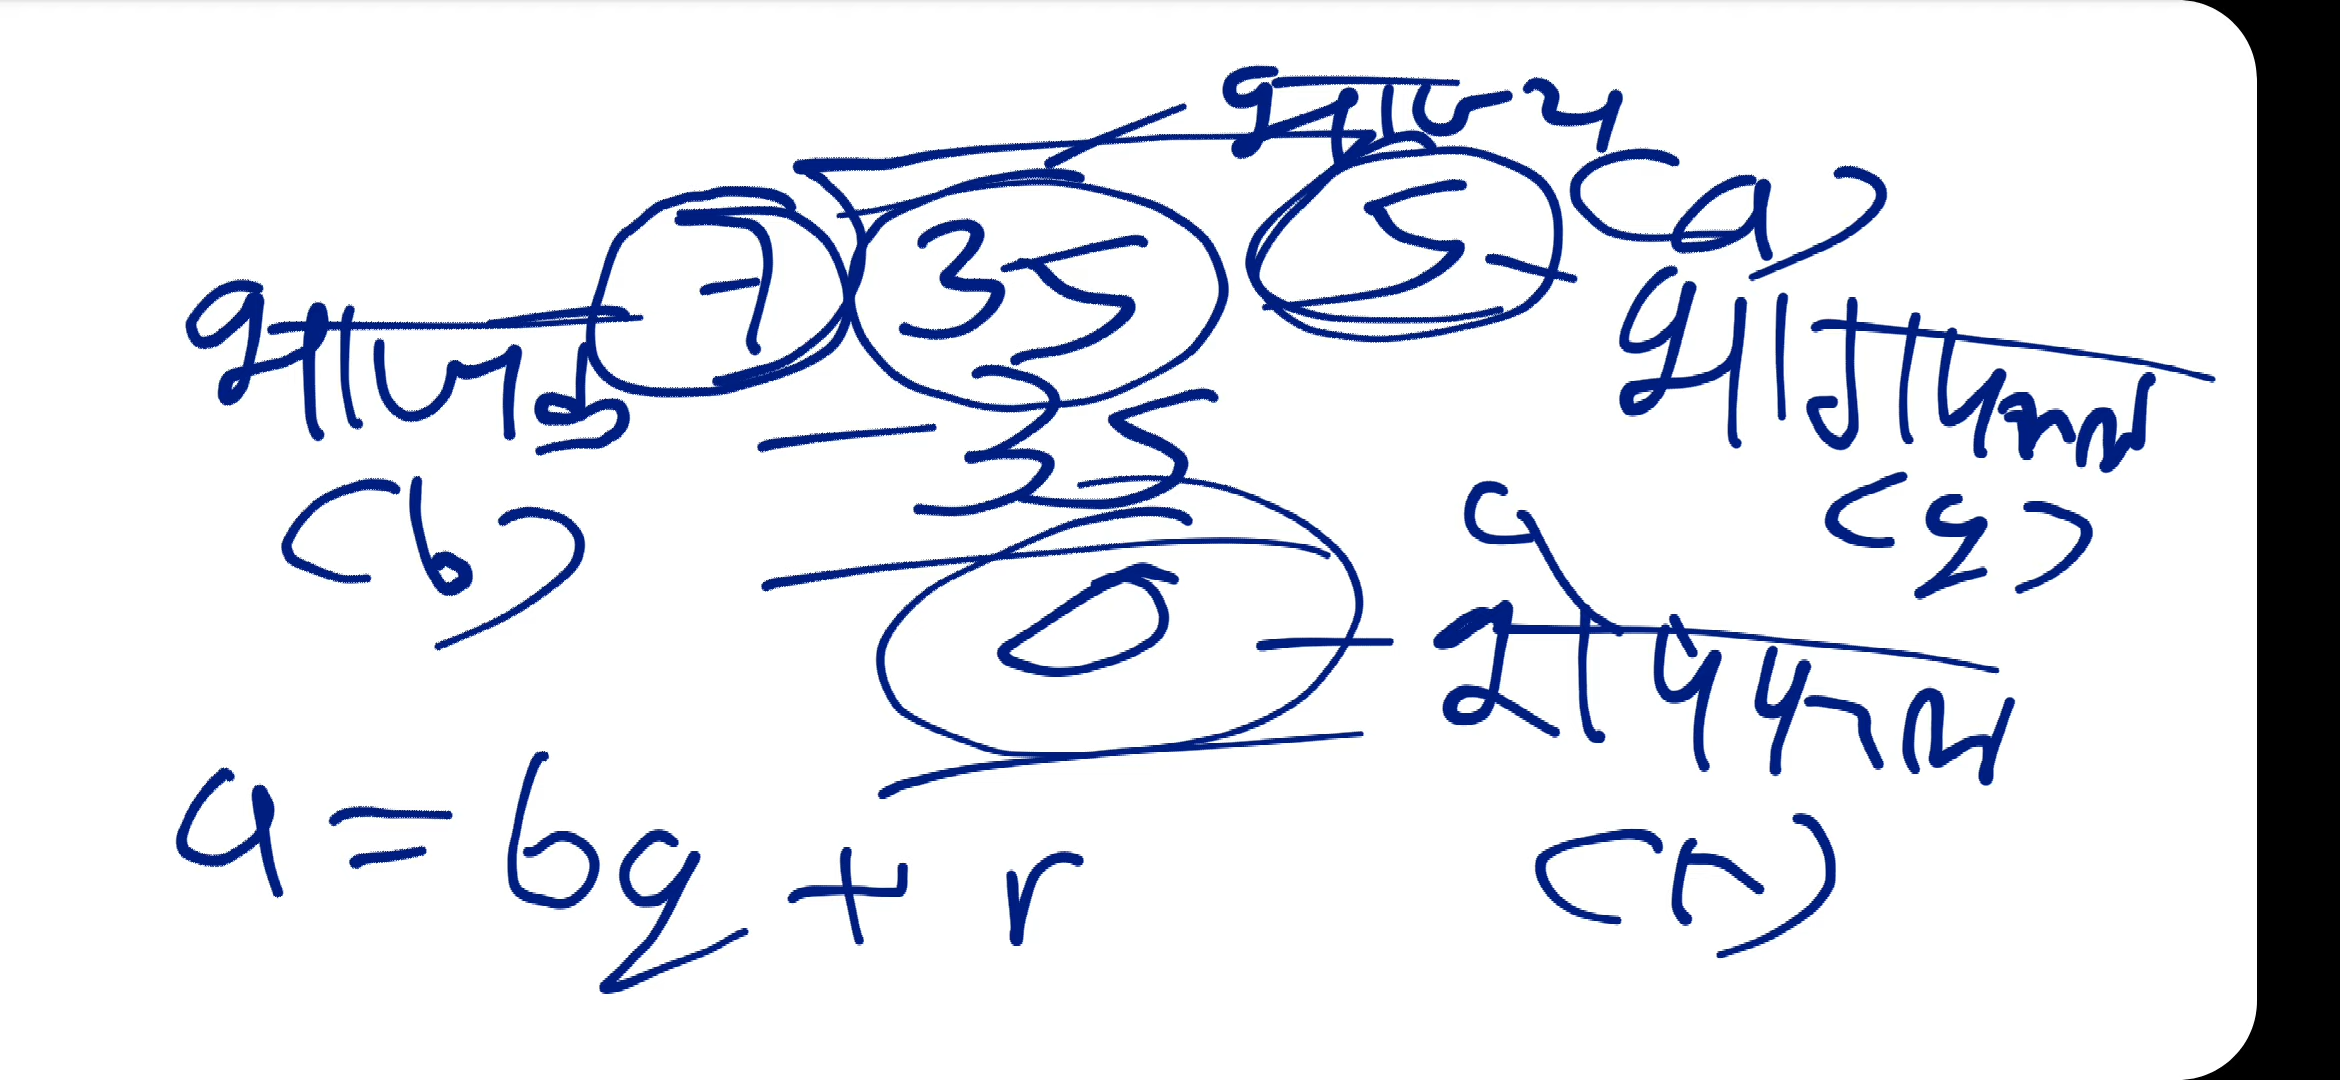 भाज्य (a)
भाजक (b) 7 35 5 - भागफल (q)
- 35
0 - शेषफल (r)
a = bq + r